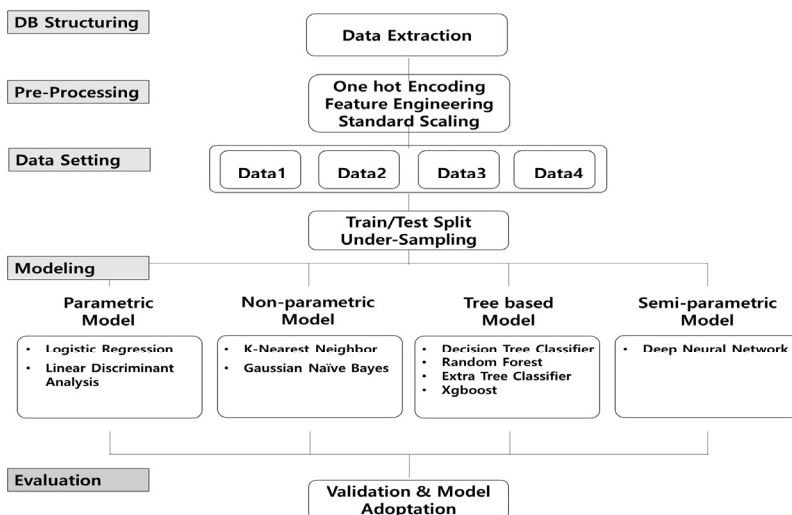 DB Structuring
Data Extraction
Pre-Processing
One hot Encoding
Feature Engineering
Standard Scaling
Data Setting
Data1
Data2
Data3
Data4
Train/Test Split
Under-Sampling
Modeling
Parametric
Model
• Logistic Regression
• Linear Discriminant
Analysis
Non-parametric
Model
• K-Nearest Neighbor
• Gaussian Naïve Bayes
Tree based
Model
• Decision Tree Classifier
• Random Forest
• Extra Tree Classifier
• Xgboost
Semi-parametric
Model
• Deep Neural Network
Evaluation
Validation & Model
Adoptation